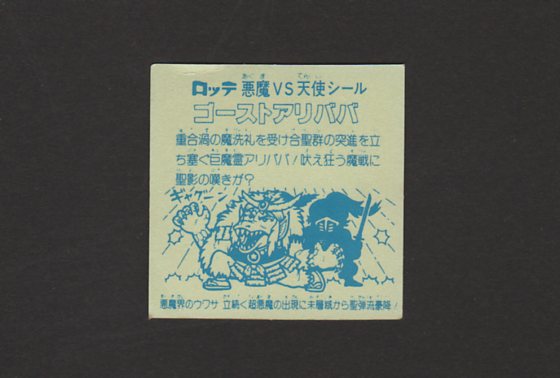 ロッテ 悪魔VS天使シール
ゴーストアリババ
重合渦の魔洗礼を受け合聖群の突進を立
ち塞ぐ巨魔霊アリババ!吠え狂う魔戦に
聖影の嘆きが?
ギャゲーン
悪魔界のウワサ 立続く超悪魔の出現に末層域から聖弾流豪降!